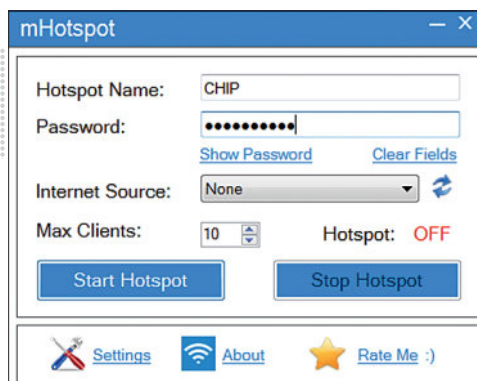 mHotspot
Hotspot Name: CHIP
Password: ●●●●●●●●●●
Show Password Clear Fields
Internet Source: None
Max Clients: 10 Hotspot: OFF
Start Hotspot Stop Hotspot
Settings About Rate Me :)